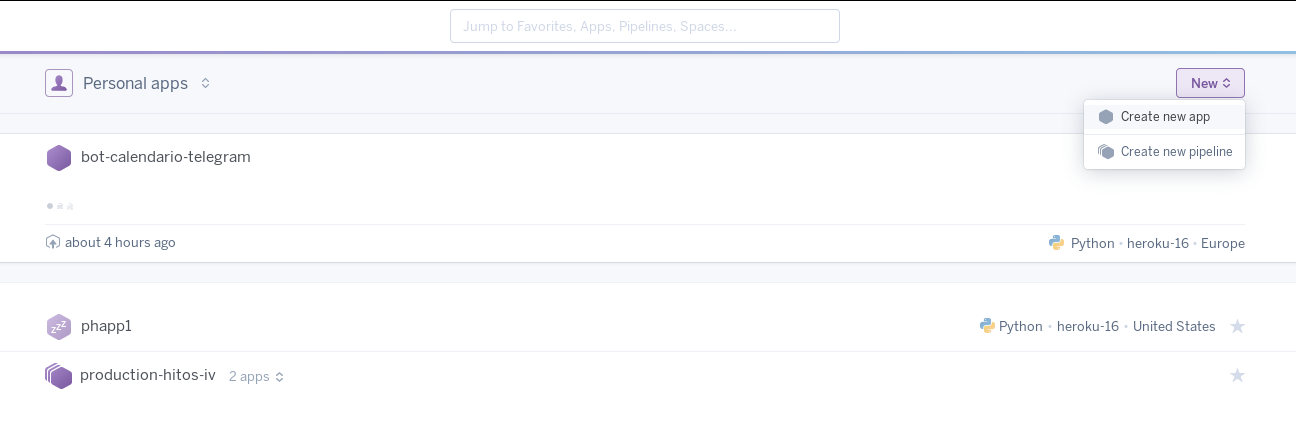 Jump to Favorites, Apps, Pipelines, Spaces...
Personal apps
New
Create new app
Create new pipeline
bot-calendario-telegram
about 4 hours ago
Python • heroku-16 • Europe
zzz
phapp1
Python • heroku-16 • United States
production-hitos-iv
2 apps